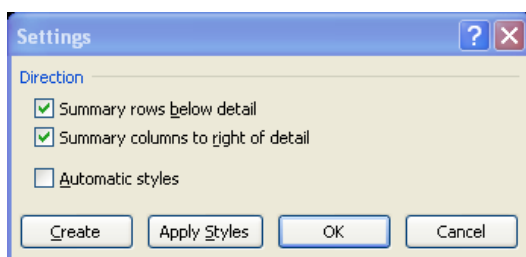 Settings
Direction
Summary rows below detail
Summary columns to right of detail
Automatic styles
Create Apply Styles OK Cancel